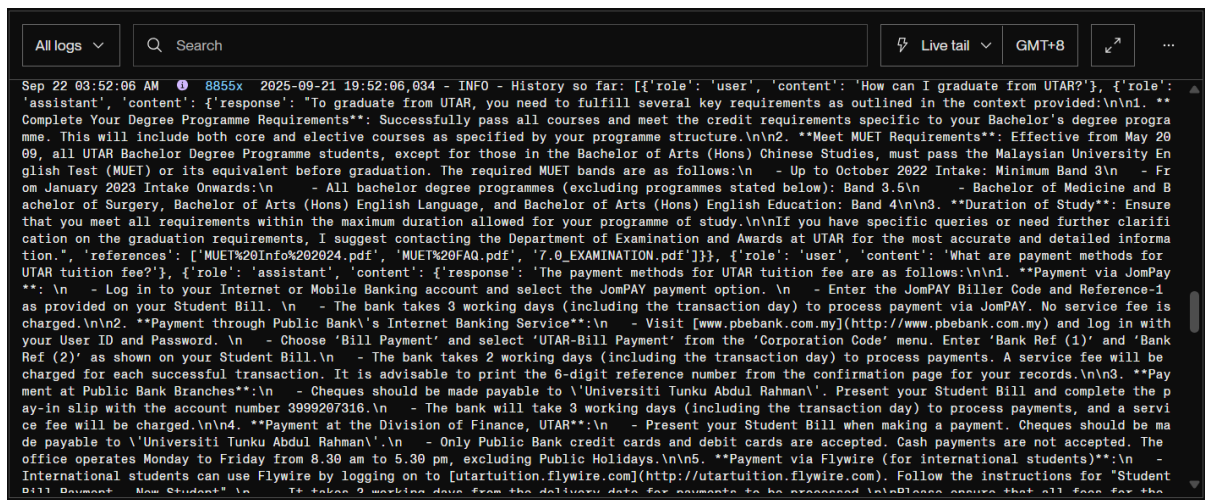 All logs
Search
Live tail
GMT+8
Sep 22 03:52:06 AM 8855x 2025-09-21 19:52:06,034 - INFO - History so far: [{'role': 'user', 'content': 'How can I graduate from UTAR?'}, {'role':
'assistant', 'content': {'response': "To graduate from UTAR, you need to fulfill several key requirements as outlined in the context provided:\n\n1. **
Complete Your Degree Programme Requirements**: Successfully pass all courses and meet the credit requirements specific to your Bachelor's degree progra
mme. This will include both core and elective courses as specified by your programme structure.\n\n2. **Meet MUET Requirements**: Effective from May 20
09, all UTAR Bachelor Degree Programme students, except for those in the Bachelor of Arts (Hons) Chinese Studies, must pass the Malaysian University En
glish Test (MUET) or its equivalent before graduation. The required MUET bands are as follows:\n   - Up to October 2022 Intake: Minimum Band 3\n   - Fr
om January 2023 Intake Onwards:\n     - All bachelor degree programmes (excluding programmes stated below): Band 3.5\n     - Bachelor of Medicine and B
achelor of Surgery, Bachelor of Arts (Hons) English Language, and Bachelor of Arts (Hons) English Education: Band 4\n\n3. **Duration of Study**: Ensure
that you meet all requirements within the maximum duration allowed for your programme of study.\n\nIf you have specific queries or need further clarifi
cation on the graduation requirements, I suggest contacting the Department of Examination and Awards at UTAR for the most accurate and detailed informa
tion.", 'references': ['MUET%20Info%202024.pdf', 'MUET%20FAQ.pdf', '7.0_EXAMINATION.pdf']}}, {'role': 'user', 'content': 'What are payment methods for
UTAR tuition fee?'}, {'role': 'assistant', 'content': {'response': 'The payment methods for UTAR tuition fee are as follows:\n\n1. **Payment via JomPay
**: \n   - Log in to your Internet or Mobile Banking account and select the JomPAY payment option. \n   - Enter the JomPAY Biller Code and Reference-1
as provided on your Student Bill. \n   - The bank takes 3 working days (including the transaction day) to process payment via JomPAY. No service fee is
charged.\n\n2. **Payment through Public Bank\'s Internet Banking Service**:\n   - Visit [www.pbebank.com.my](http://www.pbebank.com.my) and log in with
your User ID and Password. \n   - Choose ‘Bill Payment’ and select ‘UTAR-Bill Payment’ from the ‘Corporation Code’ menu. Enter ‘Bank Ref (1)’ and ‘Bank
Ref (2)’ as shown on your Student Bill.\n   - The bank takes 2 working days (including the transaction day) to process payments. A service fee will be
charged for each successful transaction. It is advisable to print the 6-digit reference number from the confirmation page for your records.\n\n3. **Pay
ment at Public Bank Branches**:\n   - Cheques should be made payable to \'Universiti Tunku Abdul Rahman\'. Present your Student Bill and complete the p
ay-in slip with the account number 3999207316.\n   - The bank will take 3 working days (including the transaction day) to process payments, and a servi
ce fee will be charged.\n\n4. **Payment at the Division of Finance, UTAR**:\n   - Present your Student Bill when making a payment. Cheques should be ma
de payable to \'Universiti Tunku Abdul Rahman\'.\n   - Only Public Bank credit cards and debit cards are accepted. Cash payments are not accepted. The
office operates Monday to Friday from 8.30 am to 5.30 pm, excluding Public Holidays.\n\n5. **Payment via Flywire (for international students)**:\n   -
International students can use Flywire by logging on to [utartuition.flywire.com](http://utartuition.flywire.com). Follow the instructions for "Student
Bill Payment - New Student".\n   - It takes 2 working days from the delivery date for payments to be processed.\n\nPlease ensure that all fees for the